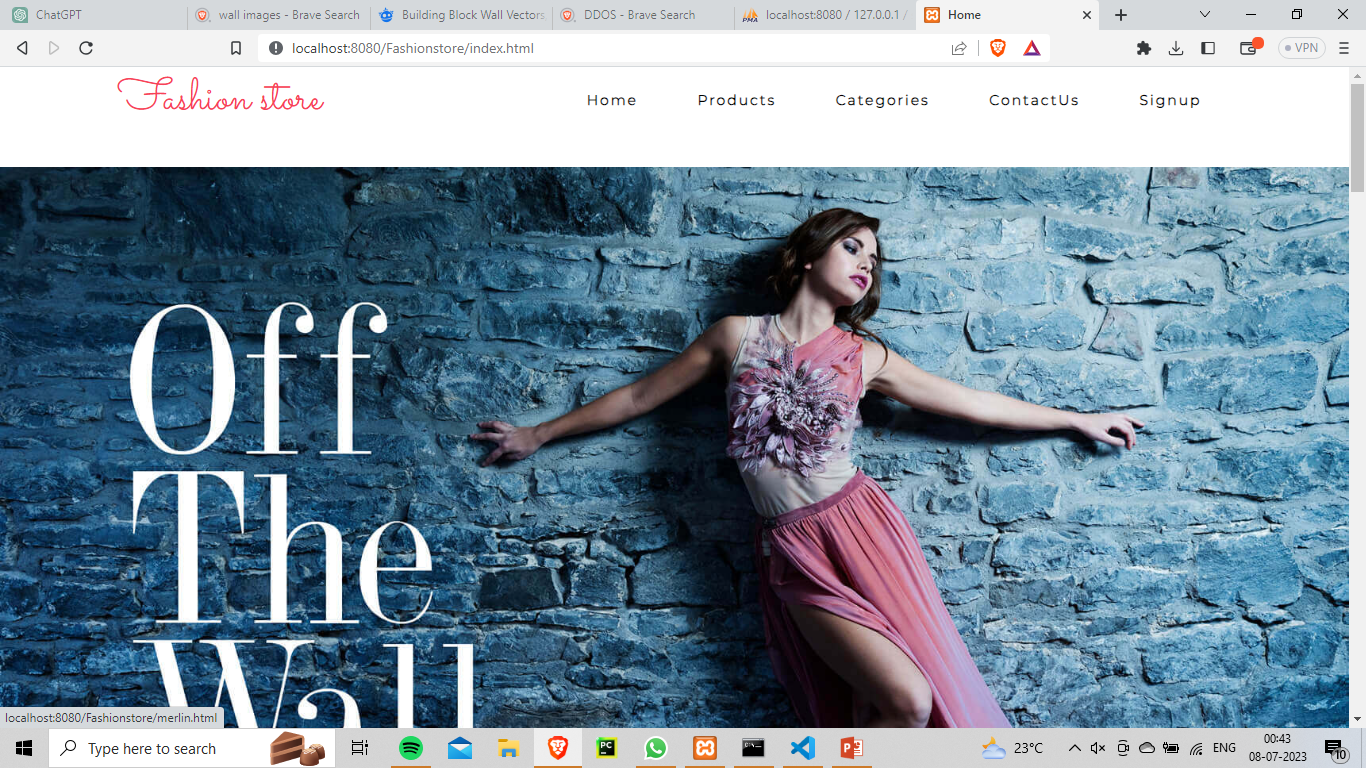 ChatGPT
wall images - Brave Search
Building Block Wall Vectors,
DDOS - Brave Search
localhost:8080 / 127.0.0.1 /
Home
localhost:8080/Fashionstore/index.html
VPN
Fashion store
Home
Products
Categories
ContactUs
Signup
Off
The
Wall
localhost:8080/Fashionstore/merlin.html
Type here to search
23°C
ENG
00:43
08-07-2023
10